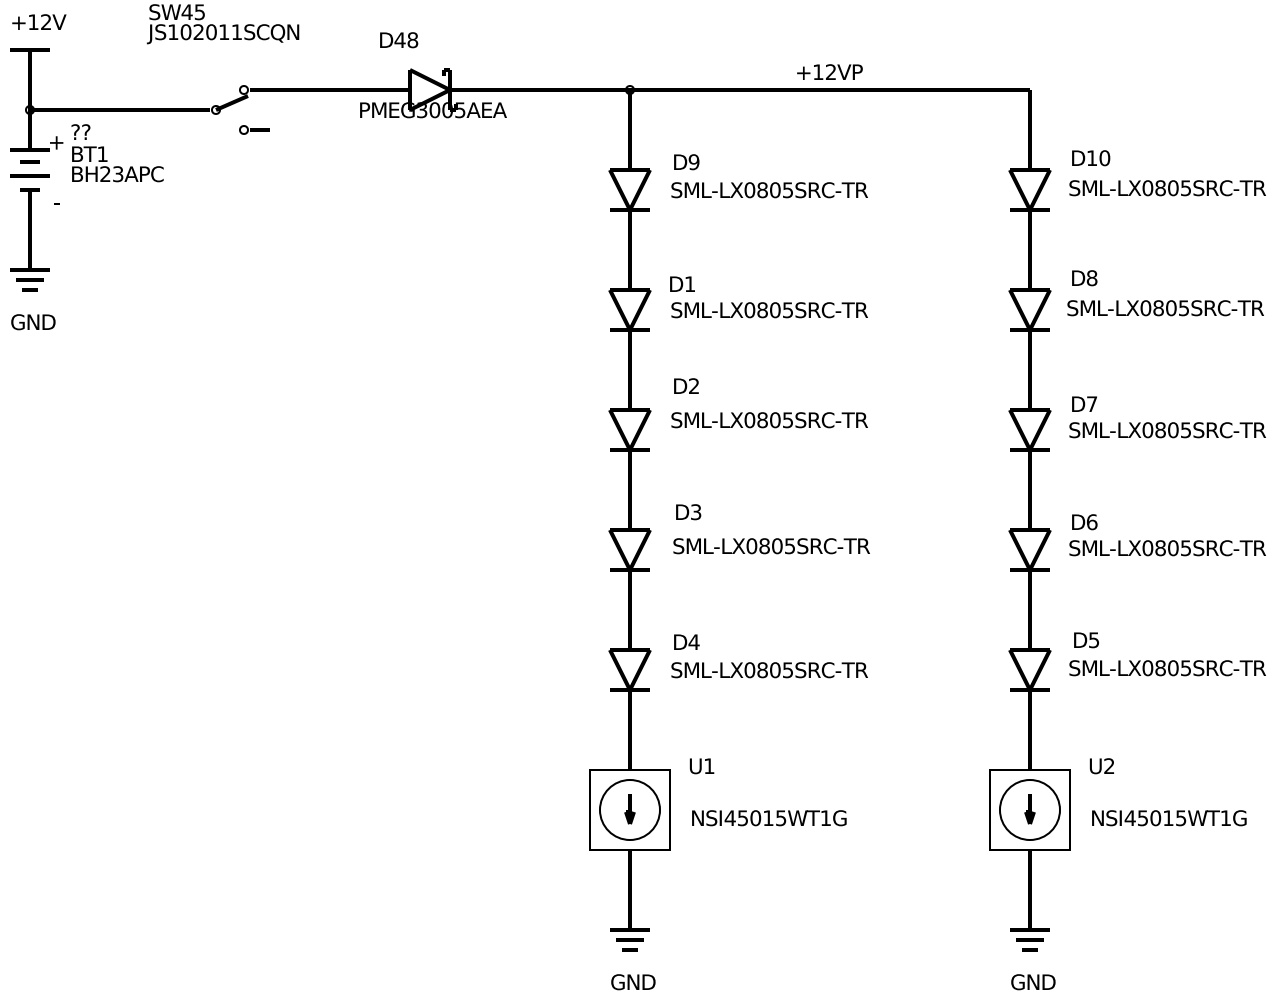 +12V
SW45
JS102011SCQN
D48
PMEG3005AEA
+12VP
+
??
BT1
BH23APC
-
GND
D9
SML-LX0805SRC-TR
D10
SML-LX0805SRC-TR
D1
SML-LX0805SRC-TR
D8
SML-LX0805SRC-TR
D2
SML-LX0805SRC-TR
D7
SML-LX0805SRC-TR
D3
SML-LX0805SRC-TR
D6
SML-LX0805SRC-TR
D4
SML-LX0805SRC-TR
D5
SML-LX0805SRC-TR
U1
NSI45015WT1G
U2
NSI45015WT1G
GND
GND